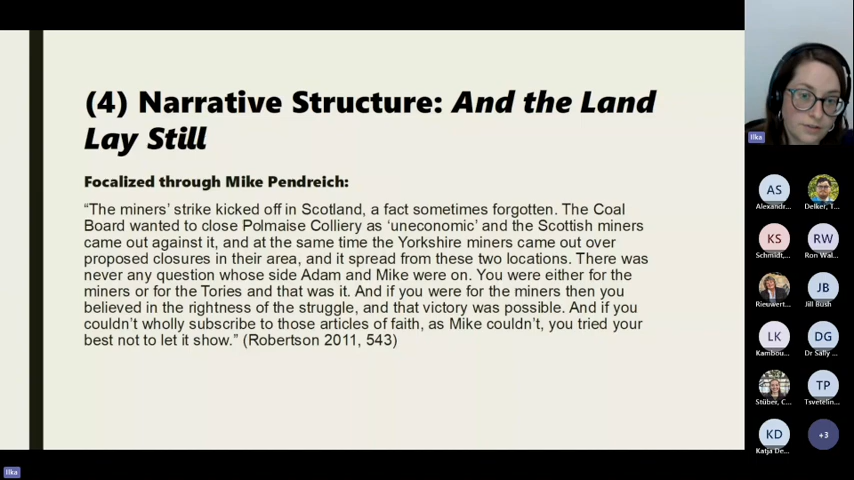 (4) Narrative Structure: And the Land
Lay Still
Focalized through Mike Pendreich:
“The miners’ strike kicked off in Scotland, a fact sometimes forgotten. The Coal
Board wanted to close Polmaise Colliery as ‘uneconomic’ and the Scottish miners
came out against it, and at the same time the Yorkshire miners came out over
proposed closures in their area, and it spread from these two locations. There was
never any question whose side Adam and Mike were on. You were either for the
miners or for the Tories and that was it. And if you were for the miners then you
believed in the rightness of the struggle, and that victory was possible. And if you
couldn’t wholly subscribe to those articles of faith, as Mike couldn’t, you tried your
best not to let it show.” (Robertson 2011, 543)
Ilka
AS
Alexandr...
Delker, T...
KS
Schmidt,...
RW
Ron Wal...
Rieuwert...
JB
Jill Bush
LK
Kambou...
DG
Dr Sally ...
Stüber, C...
TP
Tsvetelin...
KD
Katja De...
+3
Ilka